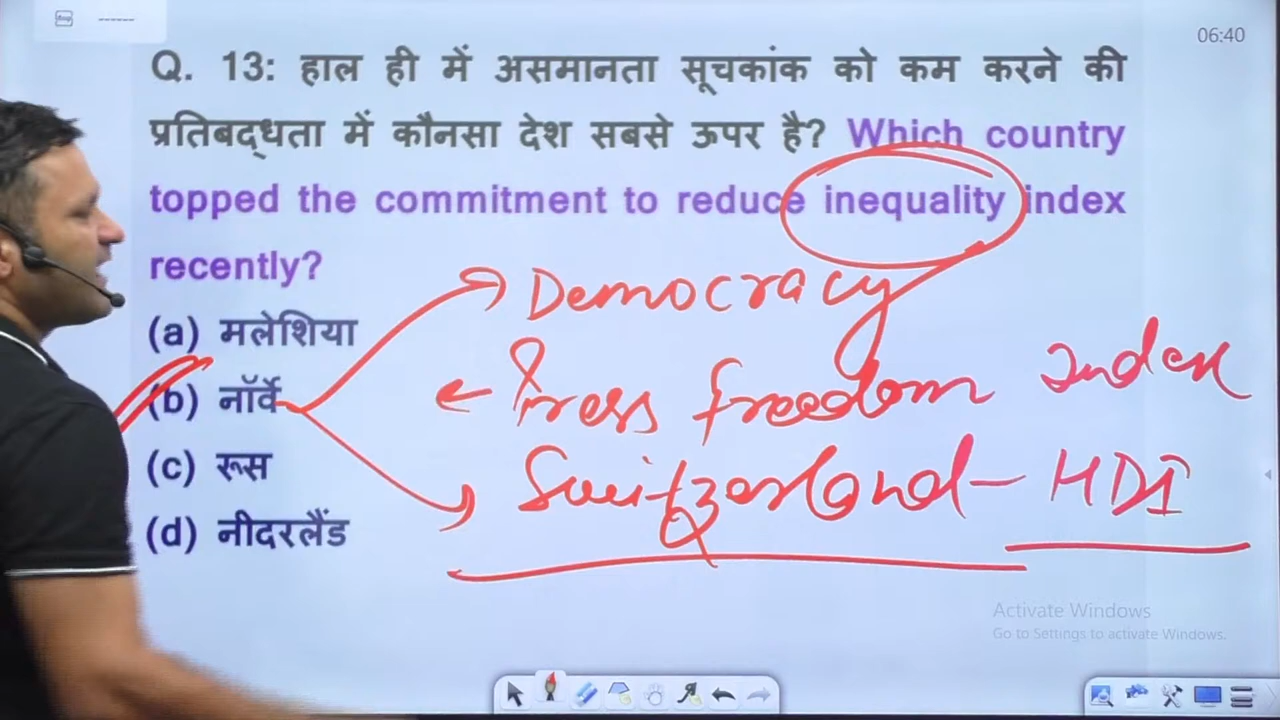 06:40
Q. 13: हाल ही में असमानता सूचकांक को कम करने की
प्रतिबद्धता में कौनसा देश सबसे ऊपर है? Which country
topped the commitment to reduce inequality index
recently?
(a) मलेशिया
(b) नॉर्वे
(c) रूस
(d) नीदरलैंड
Democracy
Press freedom Index
Switzerland - HDI
Activate Windows
Go to Settings to activate Windows.